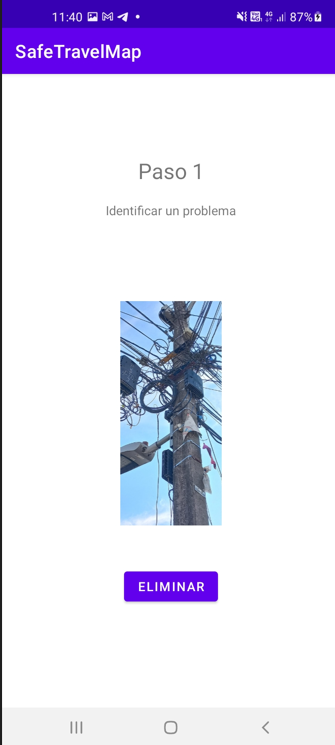 11:40 87%
SafeTravelMap
Paso 1
Identificar un problema
ELIMINAR